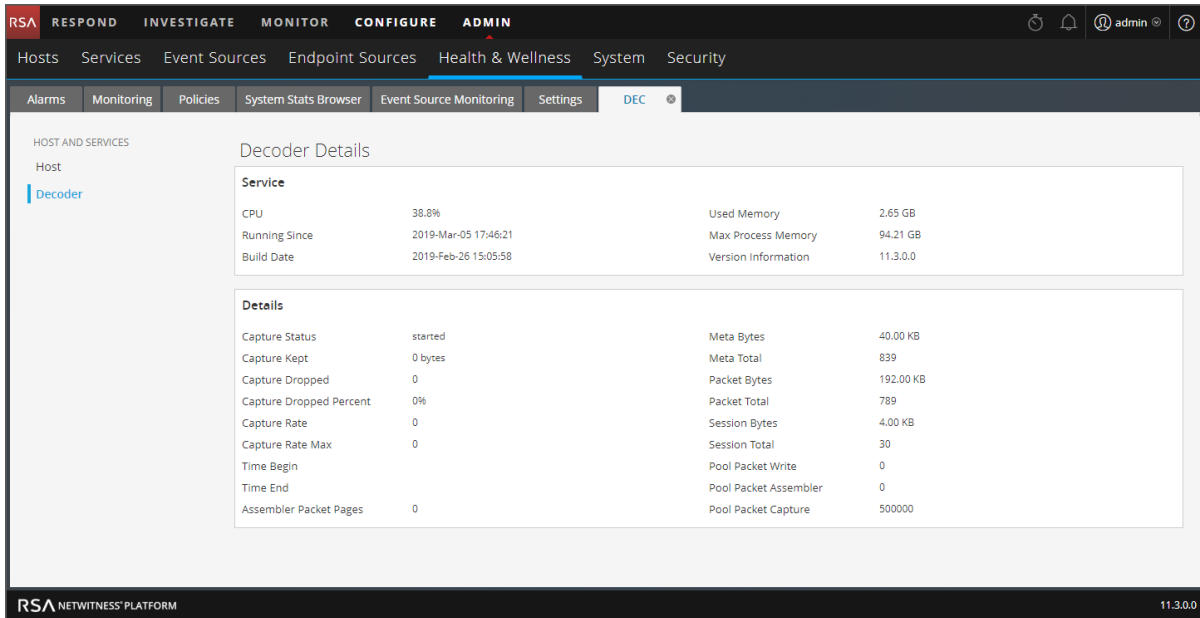 RSA RESPOND INVESTIGATE MONITOR CONFIGURE ADMIN admin
Hosts Services Event Sources Endpoint Sources Health & Wellness System Security
Alarms Monitoring Policies System Stats Browser Event Source Monitoring Settings DEC
HOST AND SERVICES
Host
Decoder
Decoder Details
Service
CPU 38.8% Used Memory 2.65 GB
Running Since 2019-Mar-05 17:46:21 Max Process Memory 94.21 GB
Build Date 2019-Feb-26 15:05:58 Version Information 11.3.0.0
Details
Capture Status started Meta Bytes 40.00 KB
Capture Kept 0 bytes Meta Total 839
Capture Dropped 0 Packet Bytes 192.00 KB
Capture Dropped Percent 0% Packet Total 789
Capture Rate 0 Session Bytes 4.00 KB
Capture Rate Max 0 Session Total 30
Time Begin Pool Packet Write 0
Time End Pool Packet Assembler 0
Assembler Packet Pages 0 Pool Packet Capture 500000
RSA NETWITNESS® PLATFORM 11.3.0.0